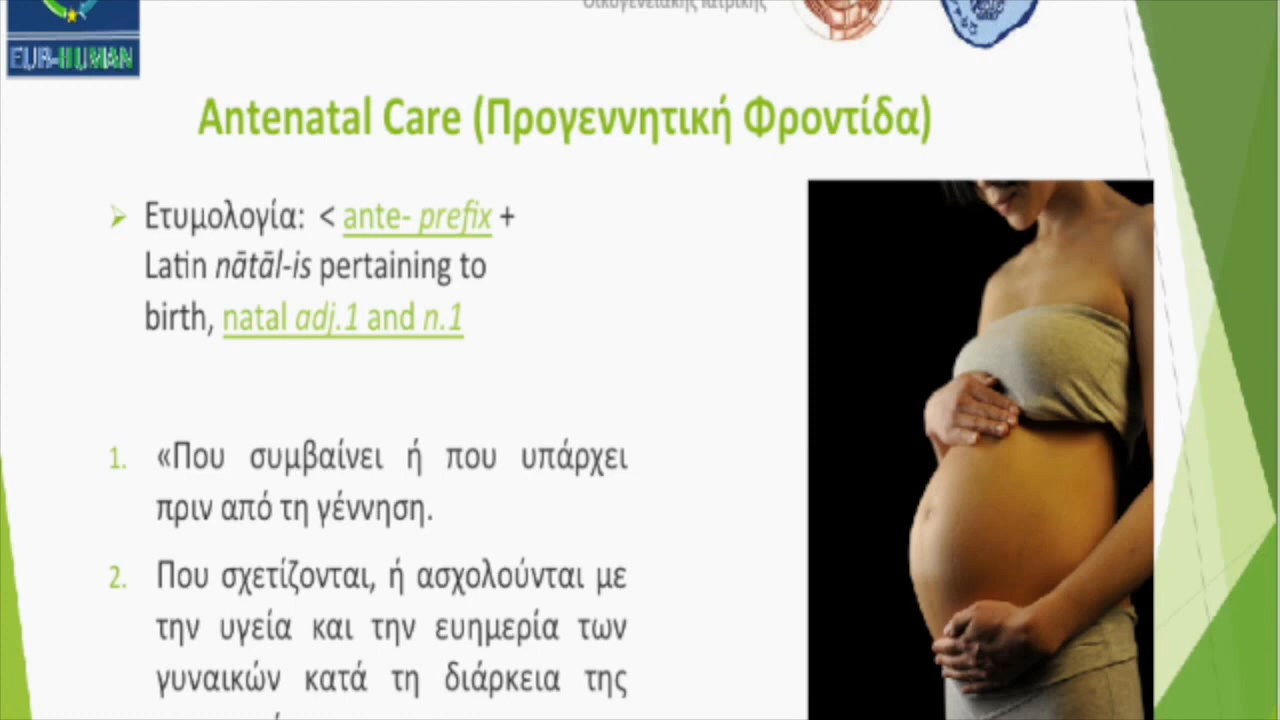 Οικογενειακής Ιατρικής
EUR-HUMAN
Antenatal Care (Προγεννητική Φροντίδα)
Ετυμολογία: < ante- prefix +
Latin nātāl-is pertaining to
birth, natal adj.1 and n.1
1. «Που συμβαίνει ή που υπάρχει
πριν από τη γέννηση.
2. Που σχετίζονται, ή ασχολούνται με
την υγεία και την ευημερία των
γυναικών κατά τη διάρκεια της